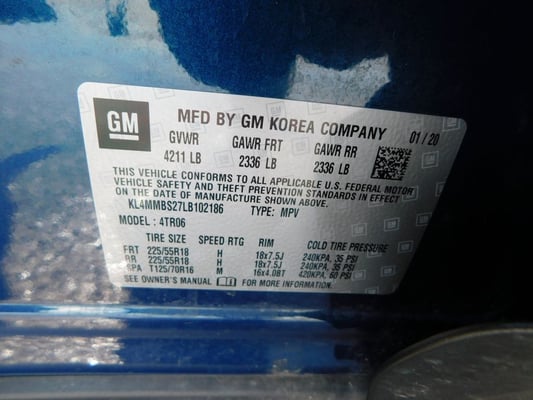 GM
MFD BY GM KOREA COMPANY 01/20
GVWR GAWR FRT GAWR RR
4211 LB 2336 LB 2336 LB
THIS VEHICLE CONFORMS TO ALL APPLICABLE U.S. FEDERAL MOTOR
VEHICLE SAFETY AND THEFT PREVENTION STANDARDS IN EFFECT
ON THE DATE OF MANUFACTURE SHOWN ABOVE.
KL4MMBS27LB102186 TYPE: MPV
MODEL: 4TR06
TIRE SIZE SPEED RTG RIM COLD TIRE PRESSURE
FRT 225/55R18 H 18x7.5J 240KPA, 35 PSI
RR 225/55R18 H 18x7.5J 240KPA, 35 PSI
SPA T125/70R16 M 16x4.0BT 420KPA, 60 PSI
SEE OWNER'S MANUAL FOR MORE INFORMATION.